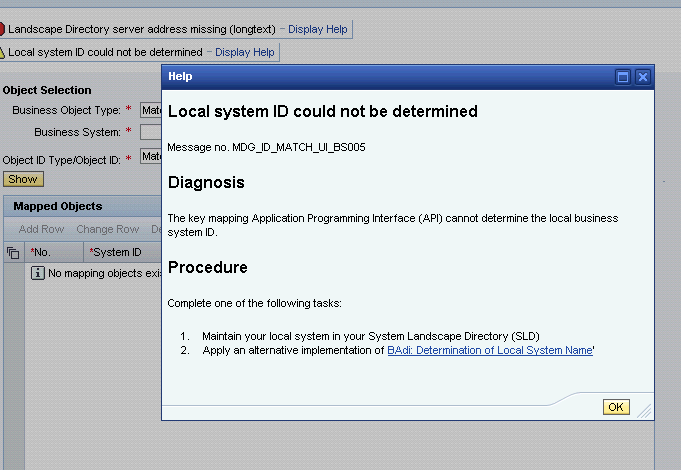 Landscape Directory server address missing (longtext) - Display Help
Local system ID could not be determined - Display Help
Help
Object Selection
Business Object Type: * Mat
Business System: *
Object ID Type/Object ID: * Mat
Show
Mapped Objects
Add Row Change Row De
*No. *System ID
No mapping objects exi
Local system ID could not be determined
Message no. MDG_ID_MATCH_UI_BS005
Diagnosis
The key mapping Application Programming Interface (API) cannot determine the local business
system ID.
Procedure
Complete one of the following tasks:
1. Maintain your local system in your System Landscape Directory (SLD)
2. Apply an alternative implementation of BAdi: Determination of Local System Name'
OK